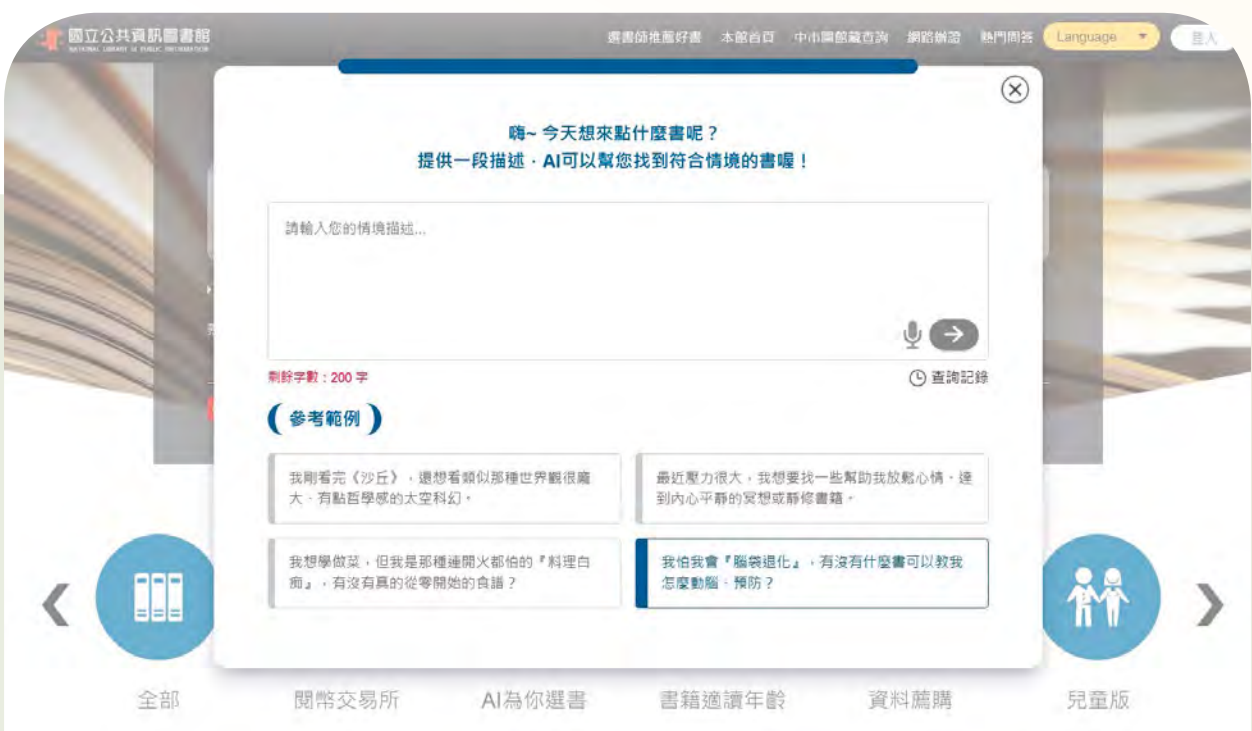 國立公共資訊圖書館
NATIONAL LIBRARY OF PUBLIC INFORMATION
選書師推薦好書 本館首頁 中市圖館藏查詢 網路辦證 熱門問答 Language 登入
嗨~ 今天想來點什麼書呢？
提供一段描述，AI可以幫您找到符合情境的書喔！
請輸入您的情境描述...
剩餘字數：200 字
查詢記錄
參考範例
我剛看完《沙丘》，還想看類似那種世界觀很龐
大、有點哲學感的太空科幻。
最近壓力很大，我想要找一些幫助我放鬆心情、達
到內心平靜的冥想或靜修書籍。
我想學做菜，但我是那種連開火都怕的『料理白
痴』，有沒有真的從零開始的食譜？
我怕我會『腦袋退化』，有沒有什麼書可以教我
怎麼動腦、預防？
全部 閱幣交易所 AI為你選書 書籍適讀年齡 資料薦購 兒童版